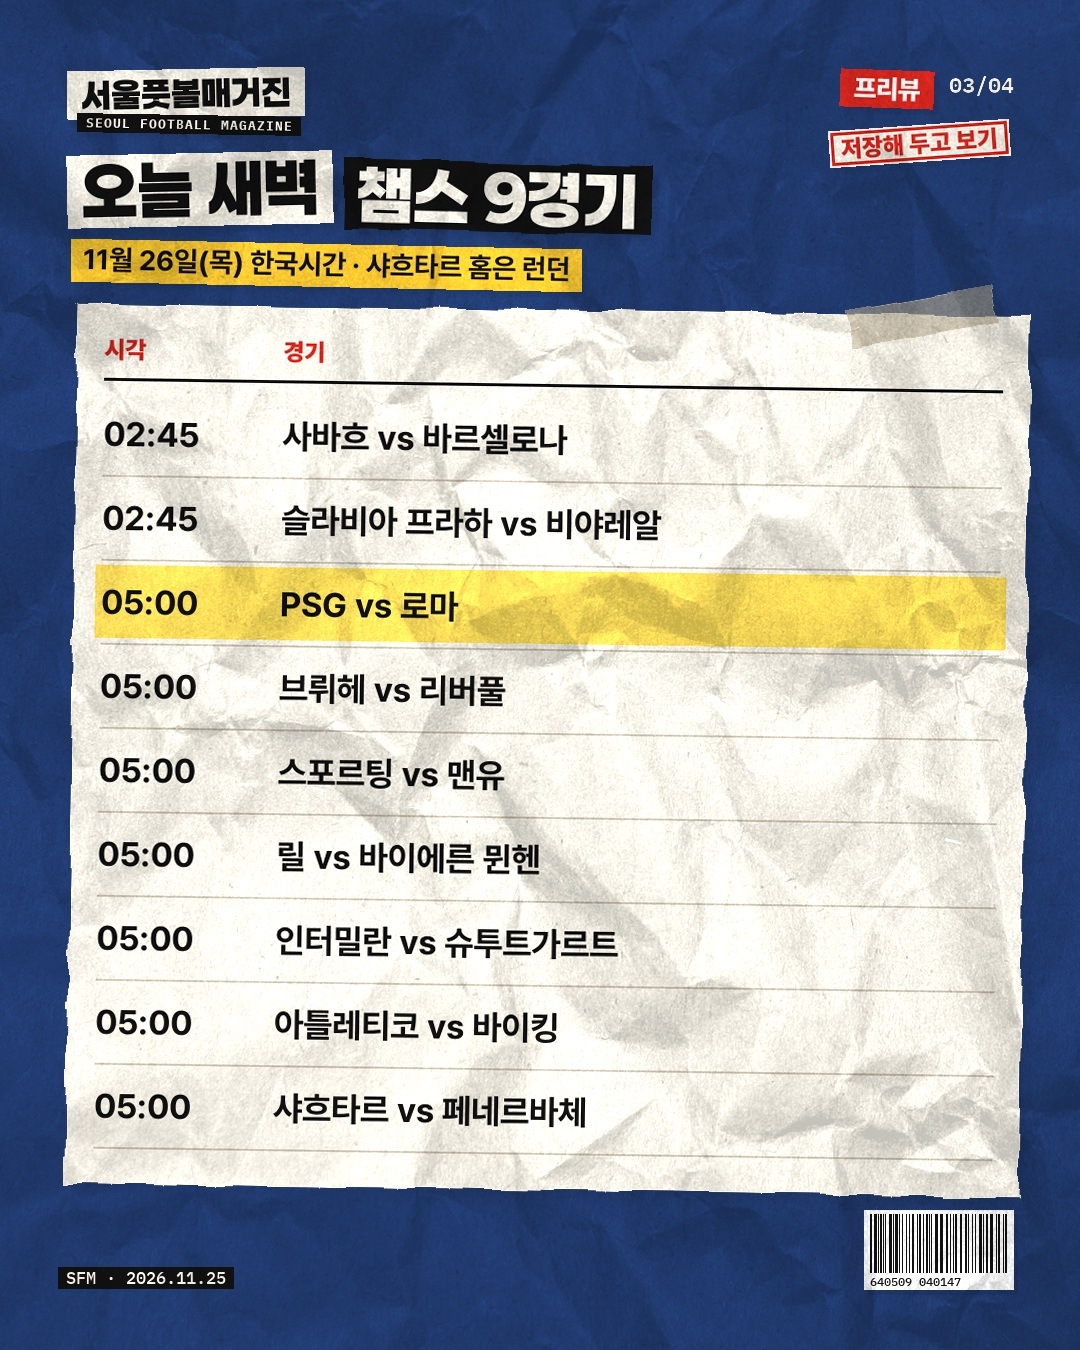 서울풋볼매거진
SEOUL FOOTBALL MAGAZINE
프리뷰 03/04
저장해 두고 보기
오늘 새벽 챔스 9경기
11월 26일(목) 한국시간 · 샤흐타르 홈은 런던
시각 경기
02:45 사바흐 vs 바르셀로나
02:45 슬라비아 프라하 vs 비야레알
05:00 PSG vs 로마
05:00 브뤼헤 vs 리버풀
05:00 스포르팅 vs 맨유
05:00 릴 vs 바이에른 뮌헨
05:00 인터밀란 vs 슈투트가르트
05:00 아틀레티코 vs 바이킹
05:00 샤흐타르 vs 페네르바체
640509 040147
SFM · 2026.11.25